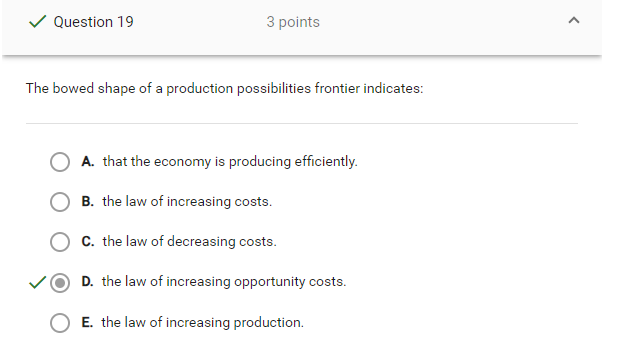 Question 19 3 points
The bowed shape of a production possibilities frontier indicates:
A. that the economy is producing efficiently.
B. the law of increasing costs.
C. the law of decreasing costs.
D. the law of increasing opportunity costs.
E. the law of increasing production.